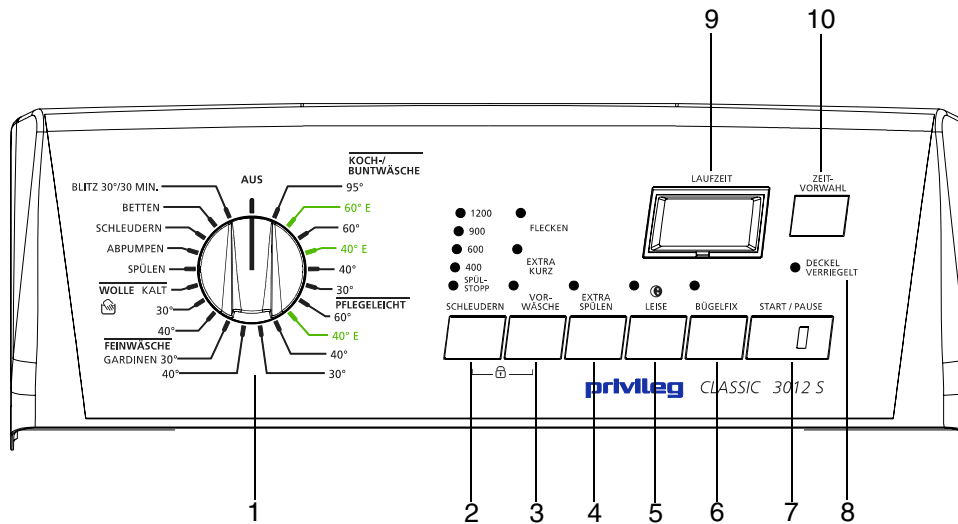 9
10
AUS
KOCH-/
BUNTWÄSCHE
95°
60° E
60°
40° E
40°
30°
PFLEGELEICHT
60°
40° E
40°
30°
BLITZ 30°/30 MIN.
BETTEN
SCHLEUDERN
ABPUMPEN
SPÜLEN
WOLLE KALT
30°
40°
FEINWÄSCHE
GARDINEN 30°
40°
1200
900
600
400
SPÜL-
STOPP
FLECKEN
EXTRA
KURZ
LAUFZEIT
ZEIT-
VORWAHL
DECKEL
VERRIEGELT
SCHLEUDERN
VOR-
WÄSCHE
EXTRA
SPÜLEN
LEISE
BÜGELFIX
START / PAUSE
privileg CLASSIC 3012 S
1
2
3
4
5
6
7
8